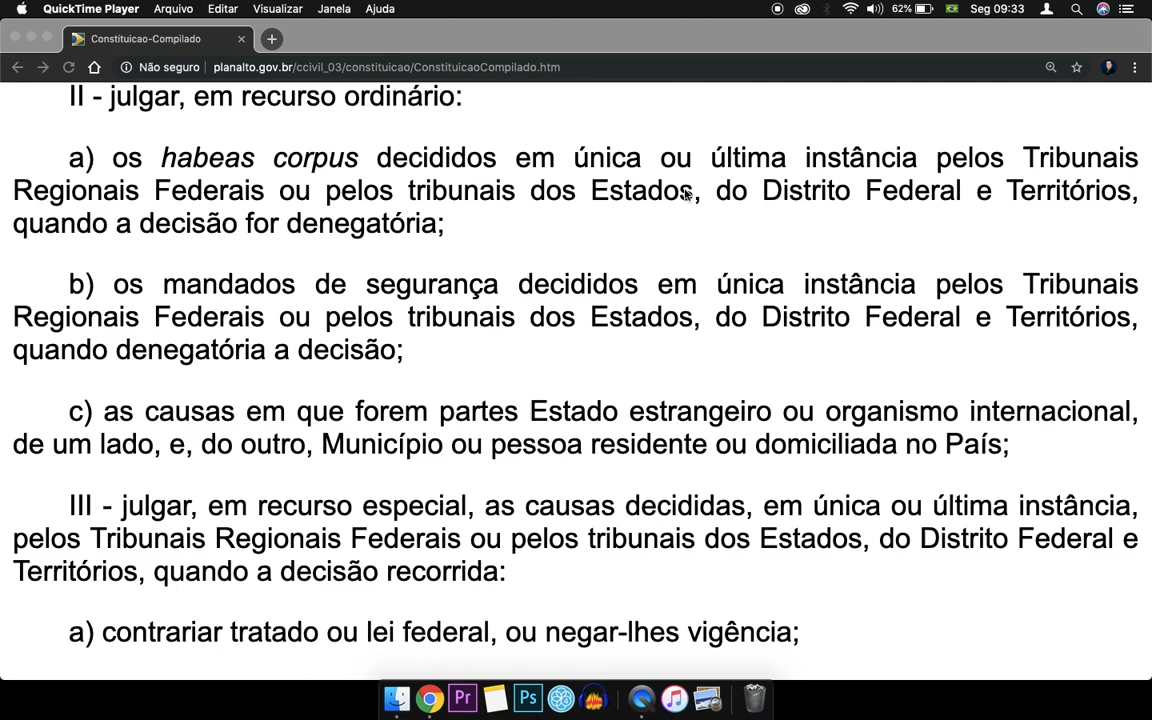 QuickTime Player Arquivo Editar Visualizar Janela Ajuda 62% Seg 09:33
Constituicao-Compilado
Não seguro planalto.gov.br/ccivil_03/constituicao/ConstituicaoCompilado.htm
II - julgar, em recurso ordinário:
a) os habeas corpus decididos em única ou última instância pelos Tribunais
Regionais Federais ou pelos tribunais dos Estados, do Distrito Federal e Territórios,
quando a decisão for denegatória;
b) os mandados de segurança decididos em única instância pelos Tribunais
Regionais Federais ou pelos tribunais dos Estados, do Distrito Federal e Territórios,
quando denegatória a decisão;
c) as causas em que forem partes Estado estrangeiro ou organismo internacional,
de um lado, e, do outro, Município ou pessoa residente ou domiciliada no País;
III - julgar, em recurso especial, as causas decididas, em única ou última instância,
pelos Tribunais Regionais Federais ou pelos tribunais dos Estados, do Distrito Federal e
Territórios, quando a decisão recorrida:
a) contrariar tratado ou lei federal, ou negar-lhes vigência;
Pr Ps